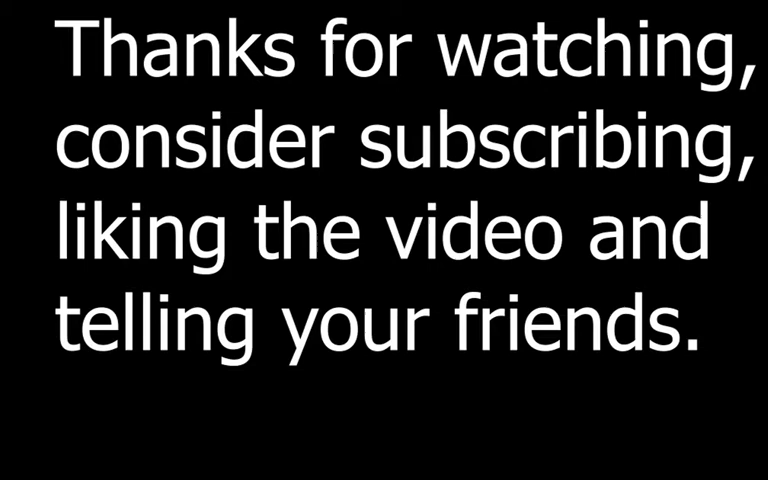 Thanks for watching,
consider subscribing,
liking the video and
telling your friends.